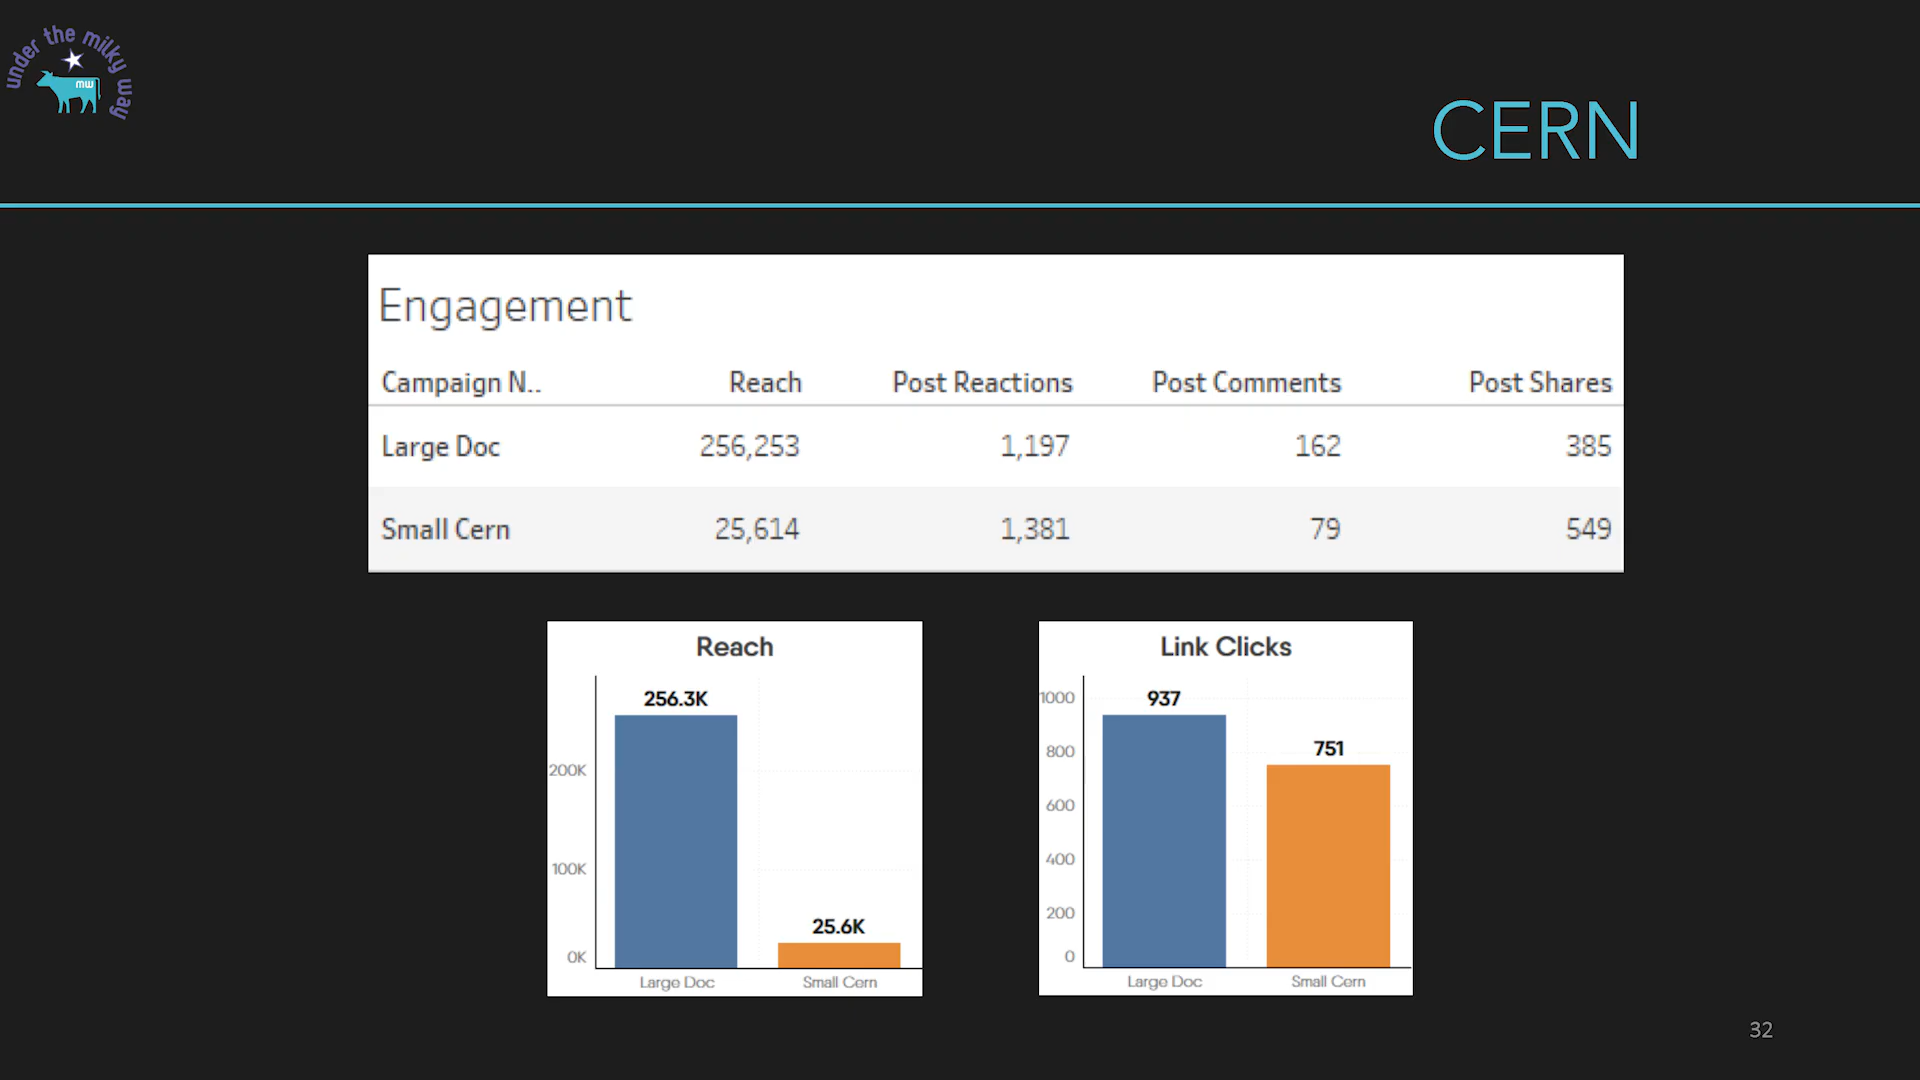 under the milky way
mw
CERN
Engagement
Campaign N.. Reach Post Reactions Post Comments Post Shares
Large Doc 256,253 1,197 162 385
Small Cern 25,614 1,381 79 549
Reach
256.3K
200K
100K
25.6K
0K
Large Doc Small Cern
Link Clicks
1000
937
800
751
600
400
200
0
Large Doc Small Cern
32